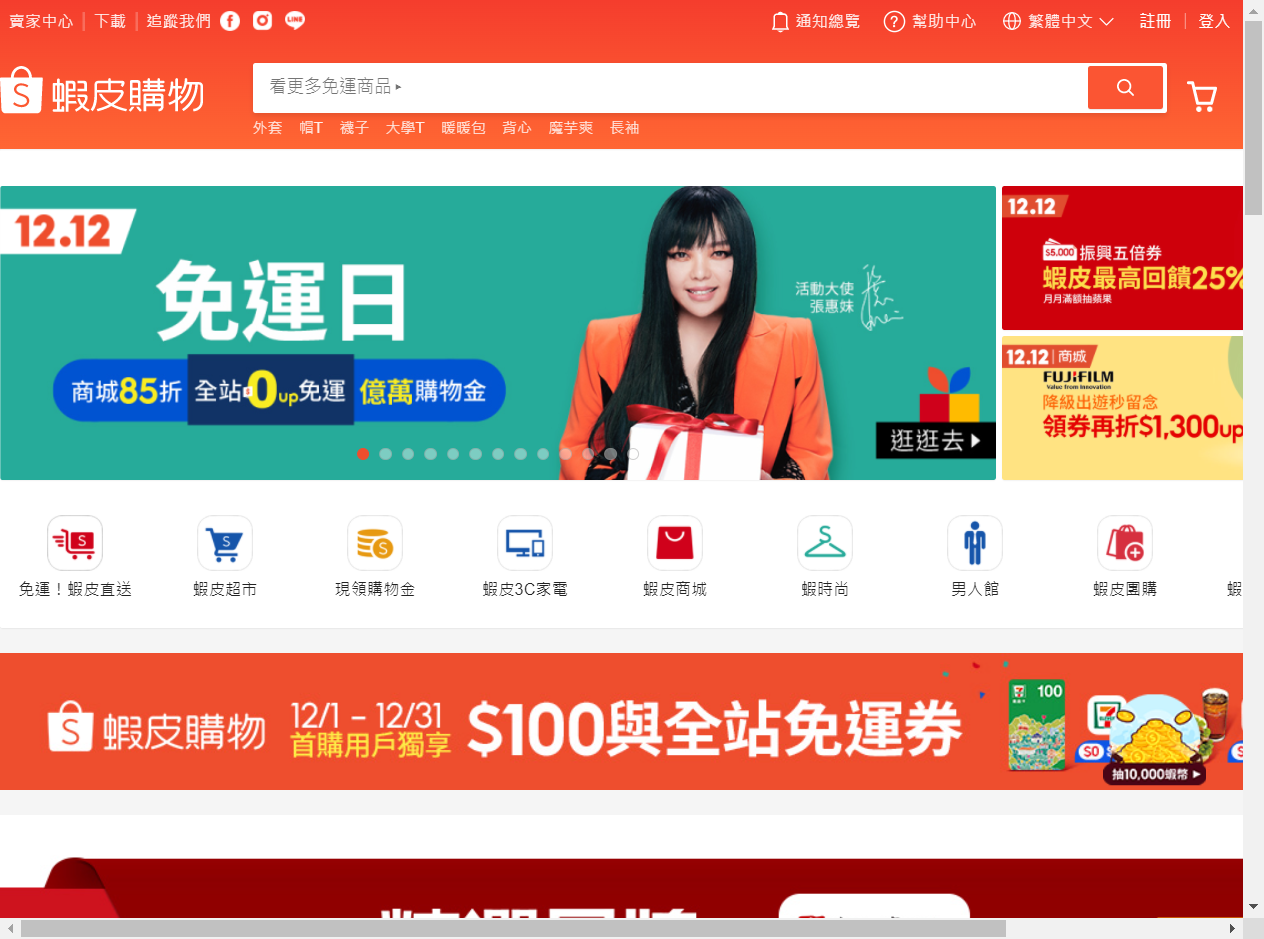 賣家中心 下載 追蹤我們 LINE
通知總覽 幫助中心 繁體中文 註冊 登入
蝦皮購物
看更多免運商品 ▸
外套 帽T 襪子 大學T 暖暖包 背心 魔芋爽 長袖
12.12
免運日
商城85折 全站$0up免運 億萬購物金
活動大使
張惠妹
逛逛去
12.12
$5,000 振興五倍券
蝦皮最高回饋25%
月月滿額抽蘋果
12.12 商城
FUJIFILM
Value from Innovation
降級出遊秒留念
領券再折$1,300up
免運！蝦皮直送
蝦皮超市
現領購物金
蝦皮3C家電
蝦皮商城
蝦時尚
男人館
蝦皮團購
蝦
蝦皮購物
12/1 - 12/31
首購用戶獨享
$100與全站免運券
100
$0
抽10,000蝦幣